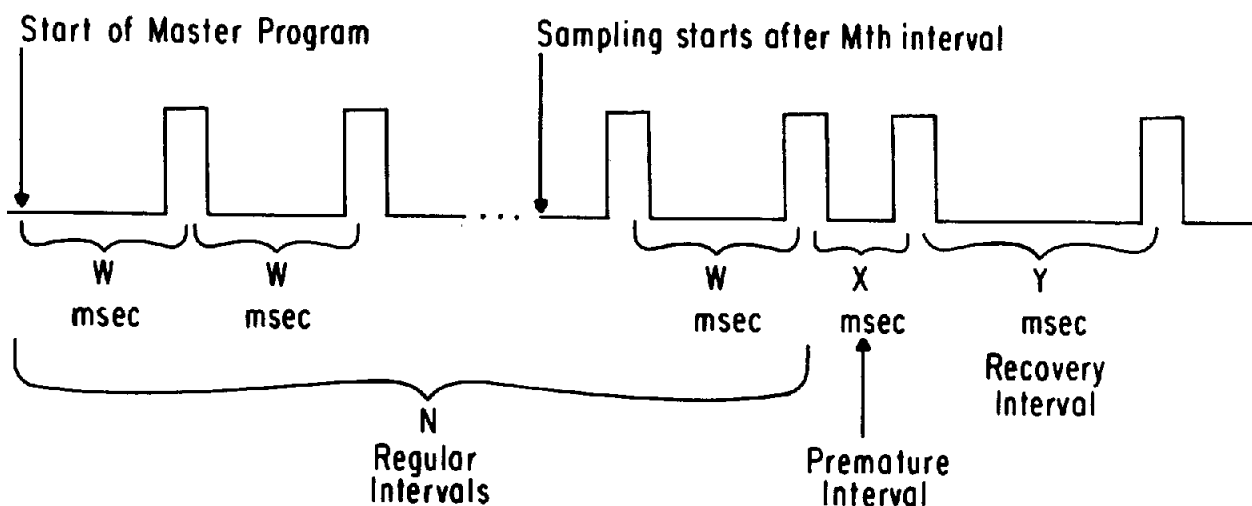 Start of Master Program
Sampling starts after Mth interval
...
W
msec
W
msec
W
msec
X
msec
Y
msec
Recovery
Interval
N
Regular
Intervals
Premature
Interval